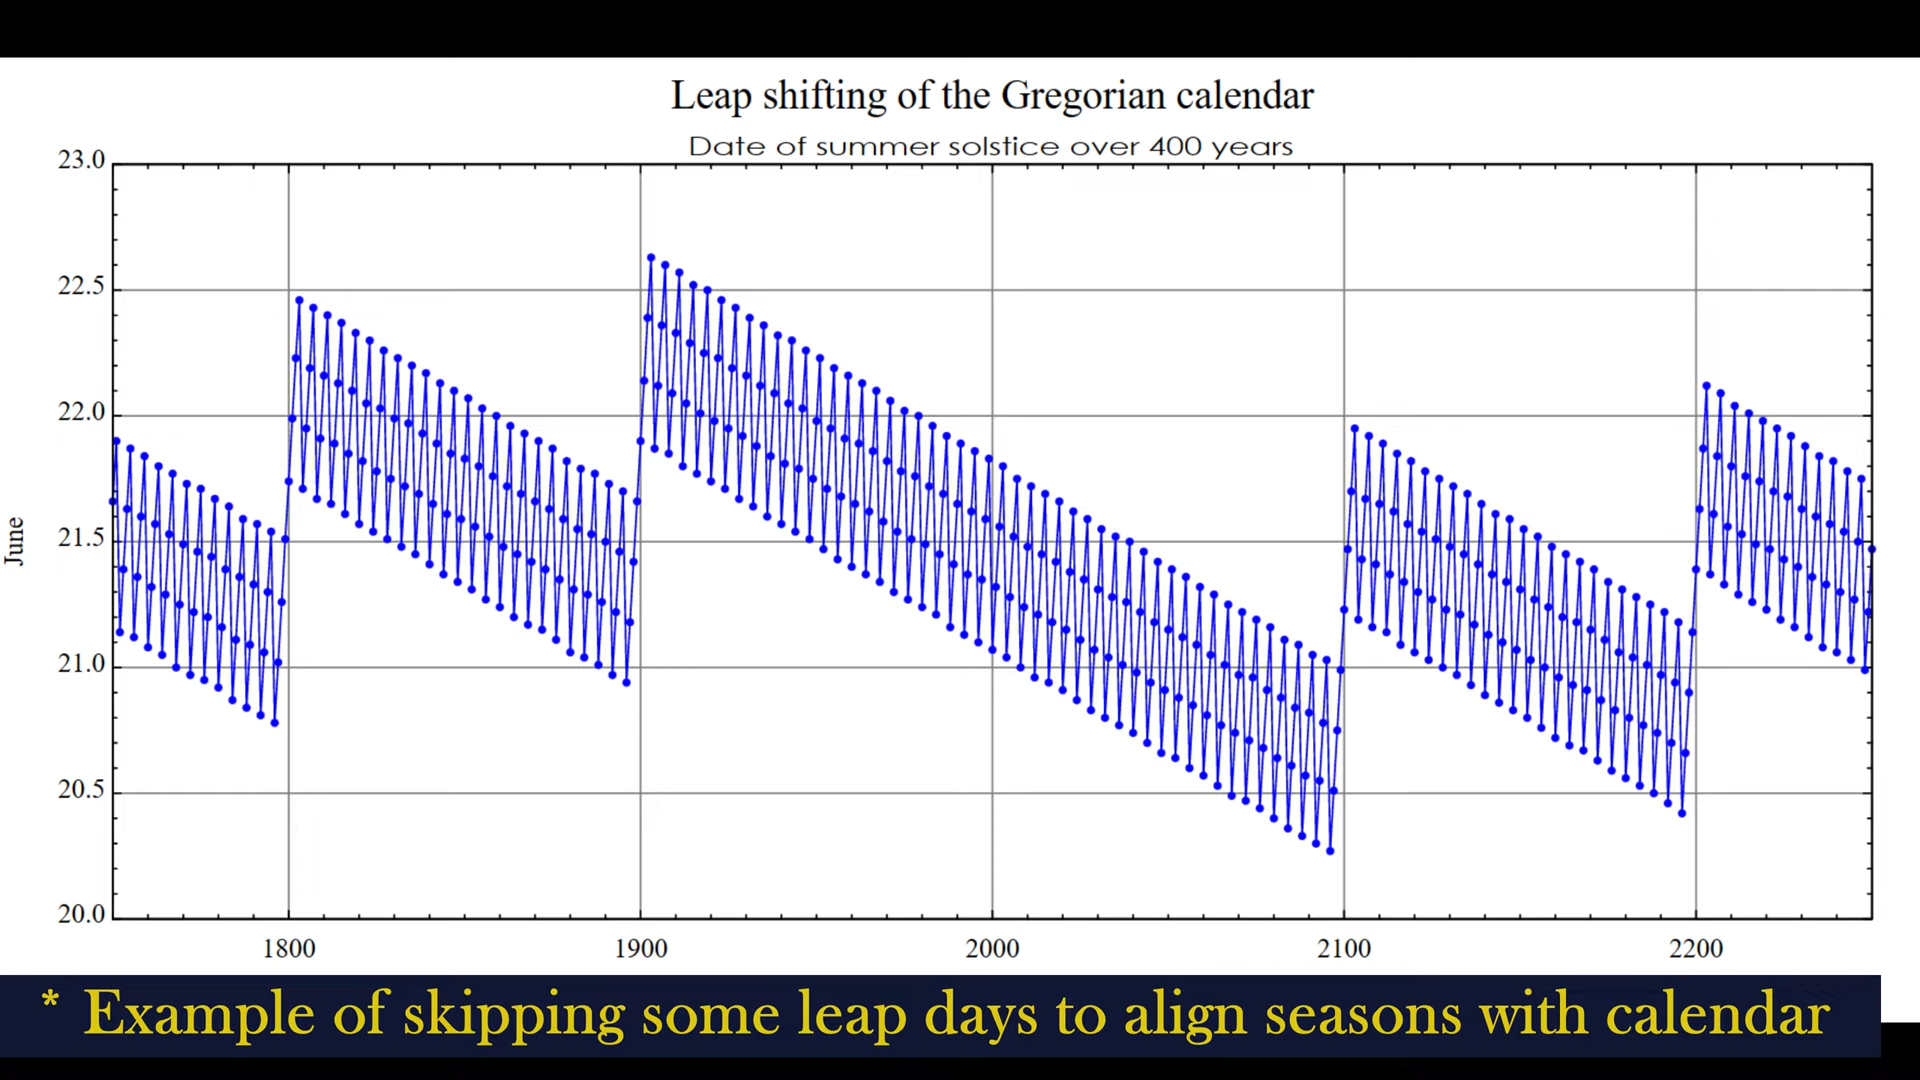 Leap shifting of the Gregorian calendar
Date of summer solstice over 400 years
23.0
22.5
22.0
21.5
21.0
20.5
20.0
June
1800 1900 2000 2100 2200
* Example of skipping some leap days to align seasons with calendar